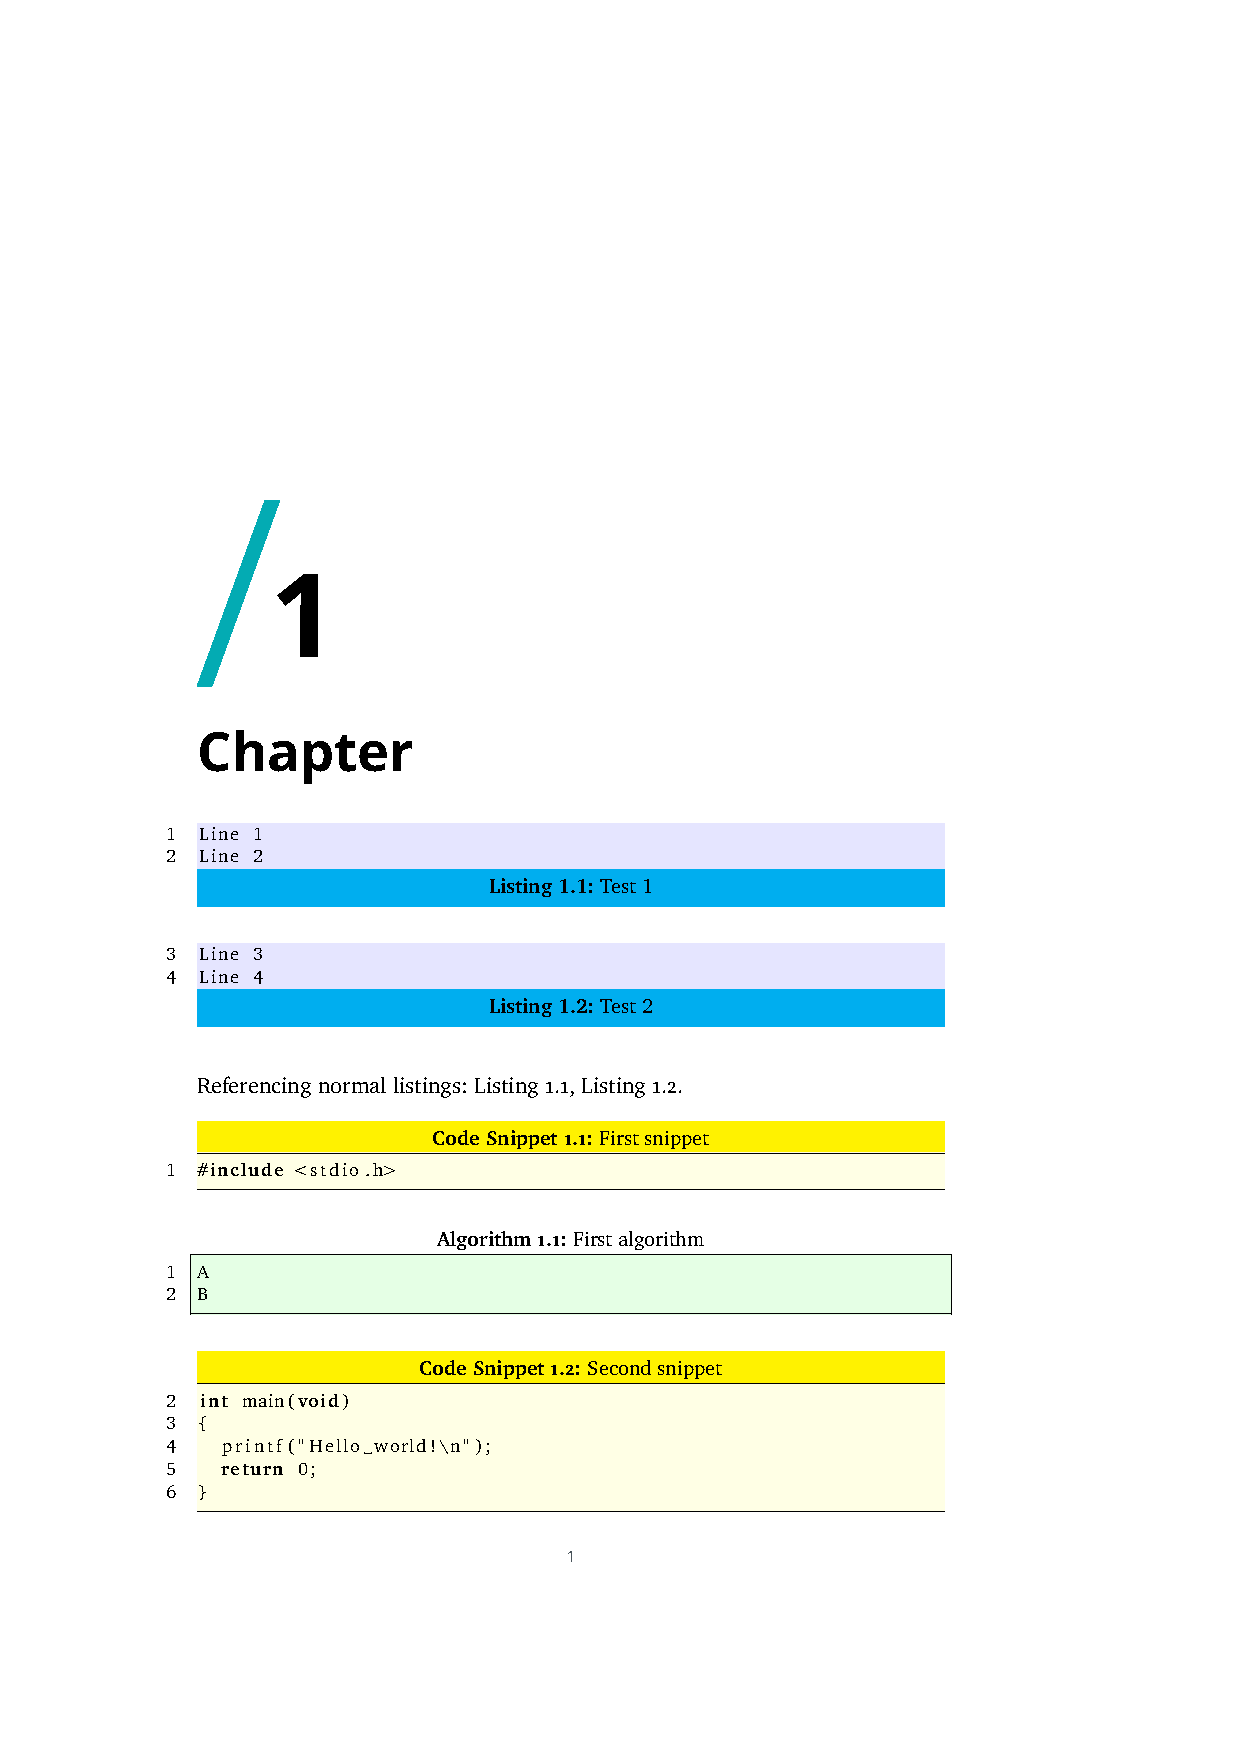 /1
Chapter
1 Line 1
2 Line 2
Listing 1.1: Test 1
3 Line 3
4 Line 4
Listing 1.2: Test 2
Referencing normal listings: Listing 1.1, Listing 1.2.
Code Snippet 1.1: First snippet
1 #include <stdio.h>
Algorithm 1.1: First algorithm
1 A
2 B
Code Snippet 1.2: Second snippet
2 int main(void)
3 {
4 printf("Hello␣world!\n");
5 return 0;
6 }
1